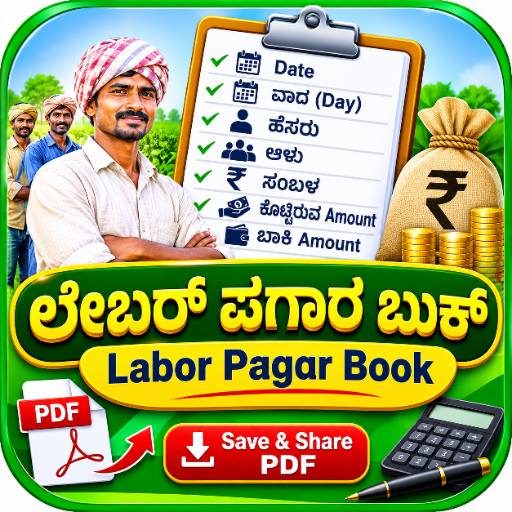 Date
ವಾದ (Day)
ಹೆಸರು
ಆಳು
₹ ಸಂಬಳ
ಕೊಟ್ಟಿರುವ Amount
ಬಾಕಿ Amount
₹
ಲೇಬರ್ ಪಗಾರ ಬುಕ್
Labor Pagar Book
PDF
Save & Share
PDF